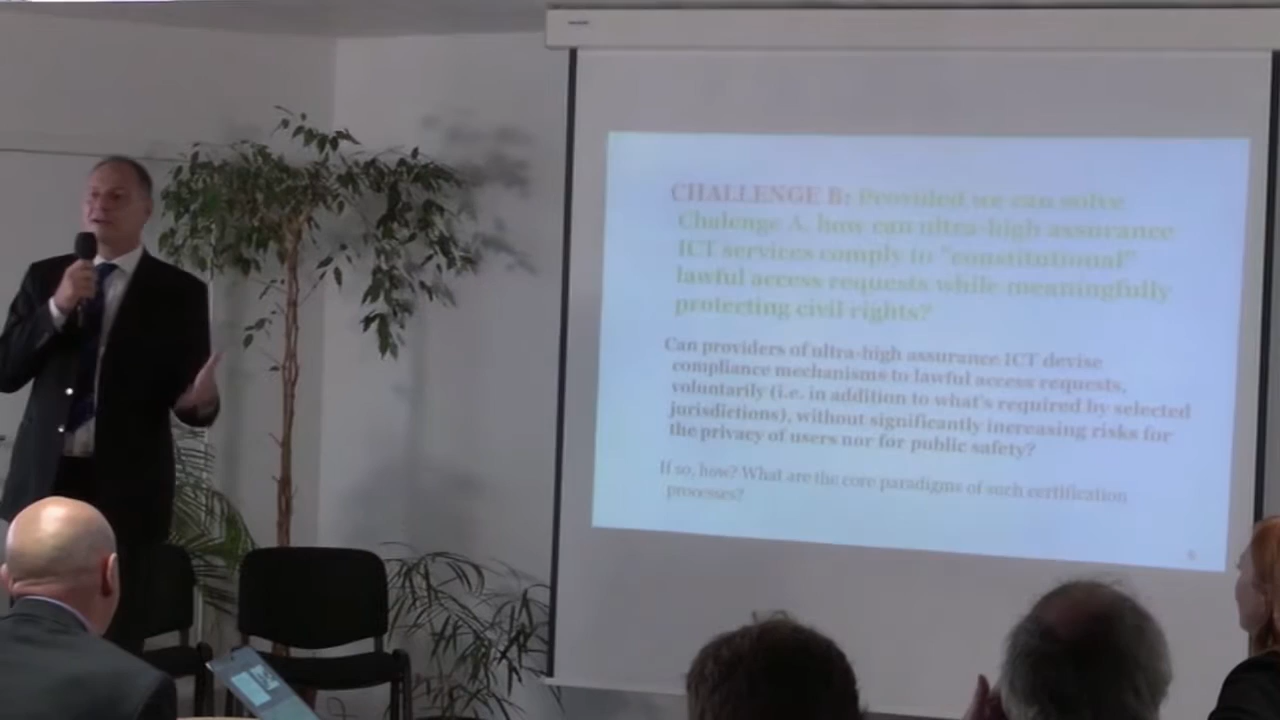 CHALLENGE B: Provided we can solve
Chalenge A, how can ultra-high assurance
ICT services comply to "constitutional"
lawful access requests while meaningfully
protecting civil rights?
Can providers of ultra-high assurance ICT devise
compliance mechanisms to lawful access requests,
voluntarily (i.e. in addition to what's required by selected
jurisdictions), without significantly increasing risks for
the privacy of users nor for public safety?
If so, how? What are the core paradigms of such certification
processes?